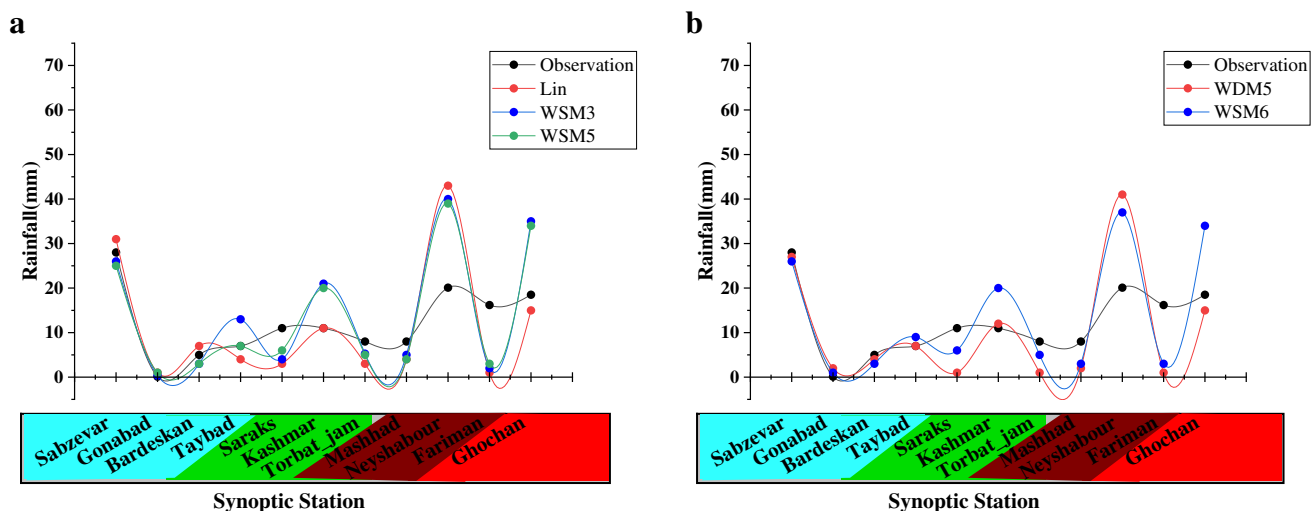 a
Rainfall(mm)
70
60
50
40
30
20
10
0
Observation
Lin
WSM3
WSM5
Sabzevar
Gonabad
Bardeskan
Taybad
Saraks
Kashmar
Torbat_jam
Mashhad
Neyshabour
Fariman
Ghochan
Synoptic Station
b
Rainfall(mm)
70
60
50
40
30
20
10
0
Observation
WDM5
WSM6
Sabzevar
Gonabad
Bardeskan
Taybad
Saraks
Kashmar
Torbat_jam
Mashhad
Neyshabour
Fariman
Ghochan
Synoptic Station